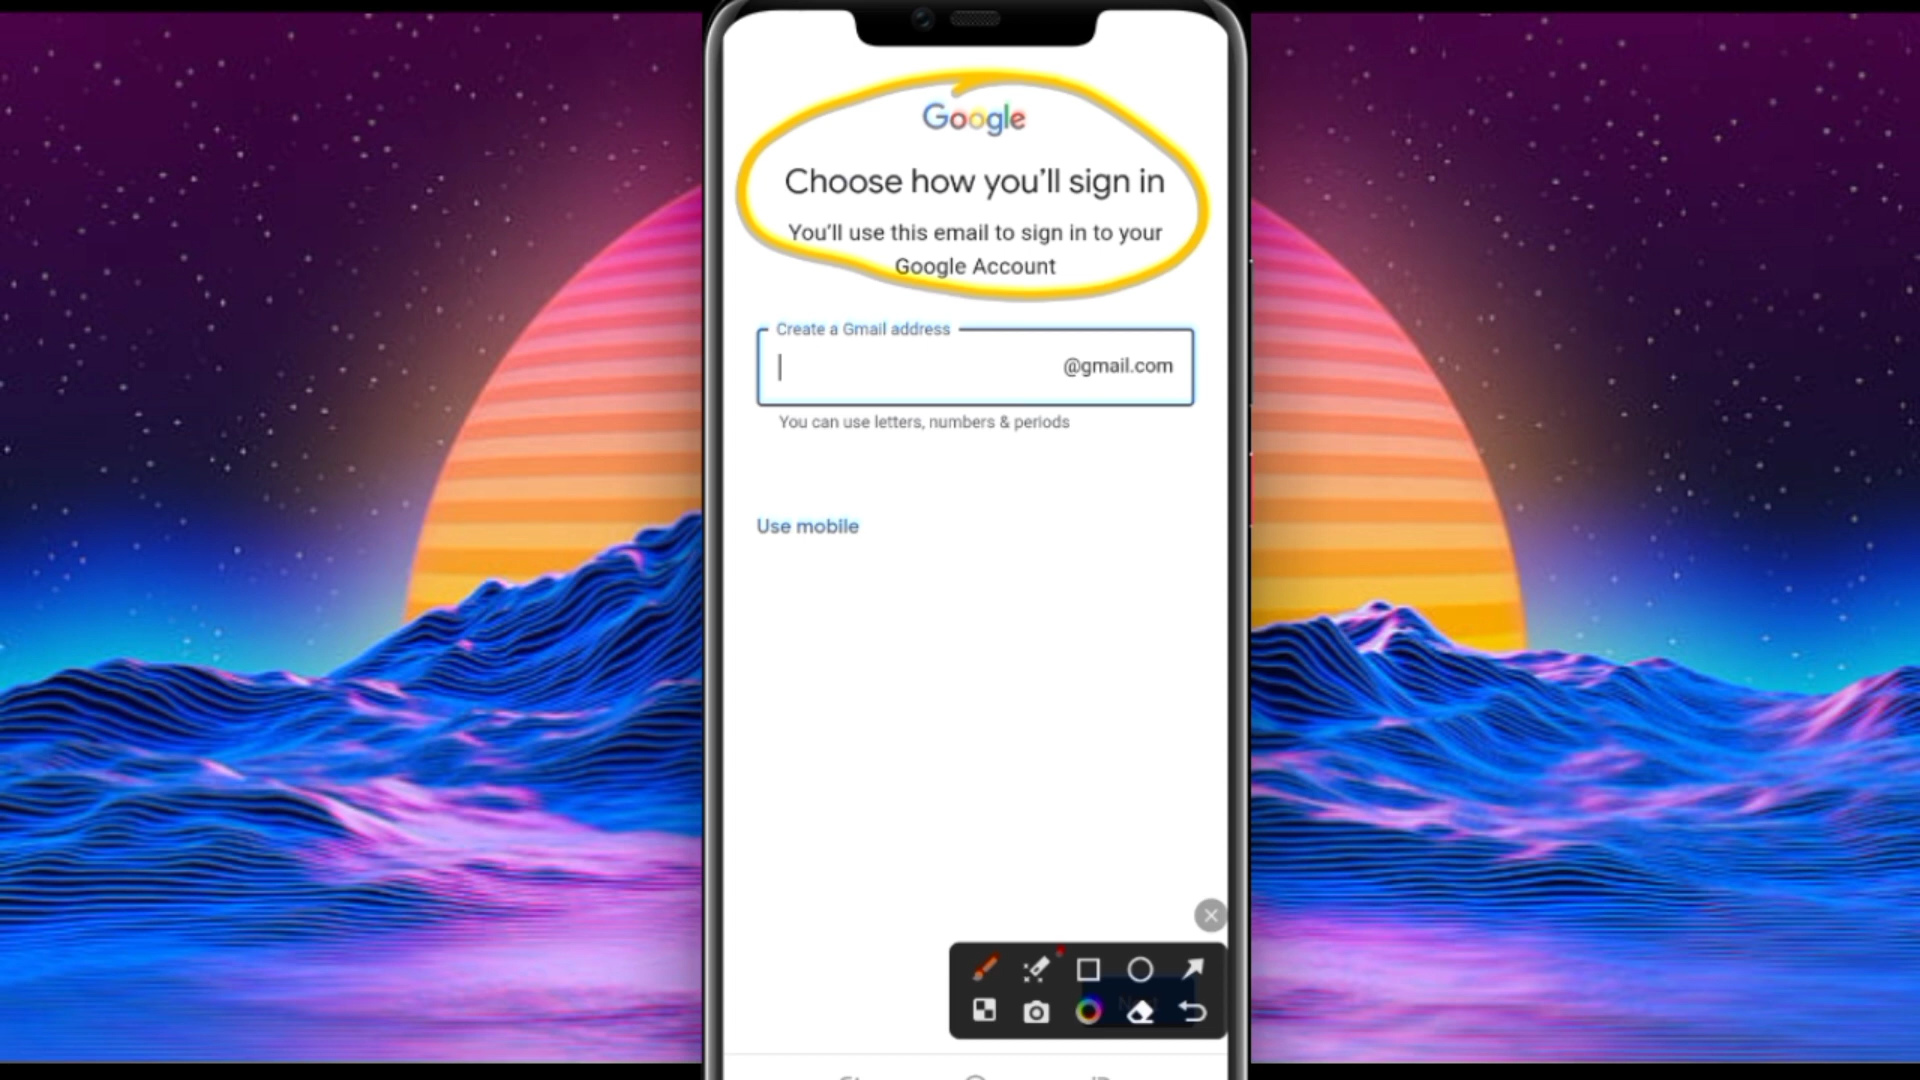 Google
Choose how you'll sign in
You'll use this email to sign in to your
Google Account
Create a Gmail address
@gmail.com
You can use letters, numbers & periods
Use mobile